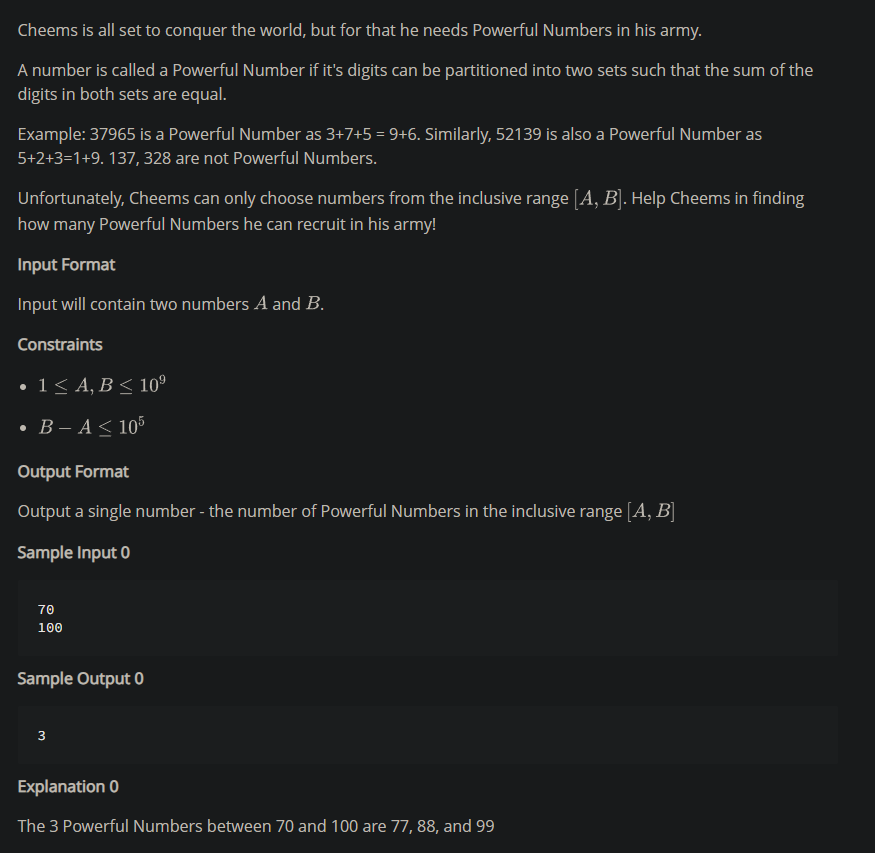 Cheems is all set to conquer the world, but for that he needs Powerful Numbers in his army.
A number is called a Powerful Number if it's digits can be partitioned into two sets such that the sum of the
digits in both sets are equal.
Example: 37965 is a Powerful Number as 3+7+5 = 9+6. Similarly, 52139 is also a Powerful Number as
5+2+3=1+9. 137, 328 are not Powerful Numbers.
Unfortunately, Cheems can only choose numbers from the inclusive range [A, B]. Help Cheems in finding
how many Powerful Numbers he can recruit in his army!
Input Format
Input will contain two numbers A and B.
Constraints
• 1 ≤ A, B ≤ 10⁹
• B − A ≤ 10⁵
Output Format
Output a single number - the number of Powerful Numbers in the inclusive range [A, B]
Sample Input 0
70
100
Sample Output 0
3
Explanation 0
The 3 Powerful Numbers between 70 and 100 are 77, 88, and 99